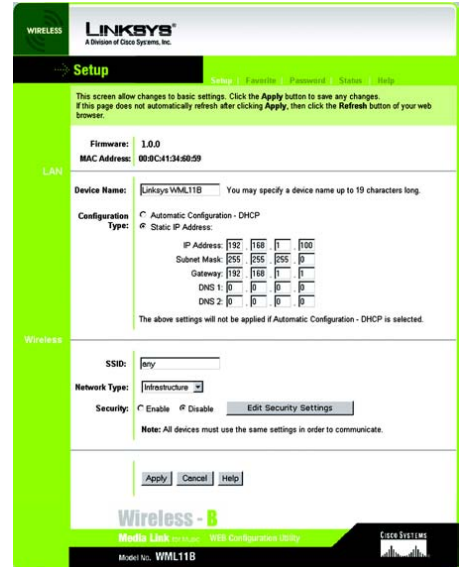 WIRELESS
LINKSYS®
A Division of Cisco Systems, Inc.
Setup
Setup | Favorite | Password | Status | Help
This screen allow changes to basic settings. Click the Apply button to save any changes.
If this page does not automatically refresh after clicking Apply, then click the Refresh button of your web
browser.
Firmware: 1.0.0
MAC Address: 00:0C:41:34:60:59
LAN
Device Name: Linksys WML11B You may specify a device name up to 19 characters long.
Configuration Type: Automatic Configuration - DHCP
Static IP Address:
IP Address: 192 . 168 . 1 . 100
Subnet Mask: 255 . 255 . 255 . 0
Gateway: 192 . 168 . 1 . 1
DNS 1: 0 . 0 . 0 . 0
DNS 2: 0 . 0 . 0 . 0
The above settings will not be applied if Automatic Configuration - DHCP is selected.
Wireless
SSID: any
Network Type: Infrastructure
Security: Enable Disable Edit Security Settings
Note: All devices must use the same settings in order to communicate.
Apply Cancel Help
Wireless - B
Media Link for Music WEB Configuration Utility
CISCO SYSTEMS
Model No. WML11B